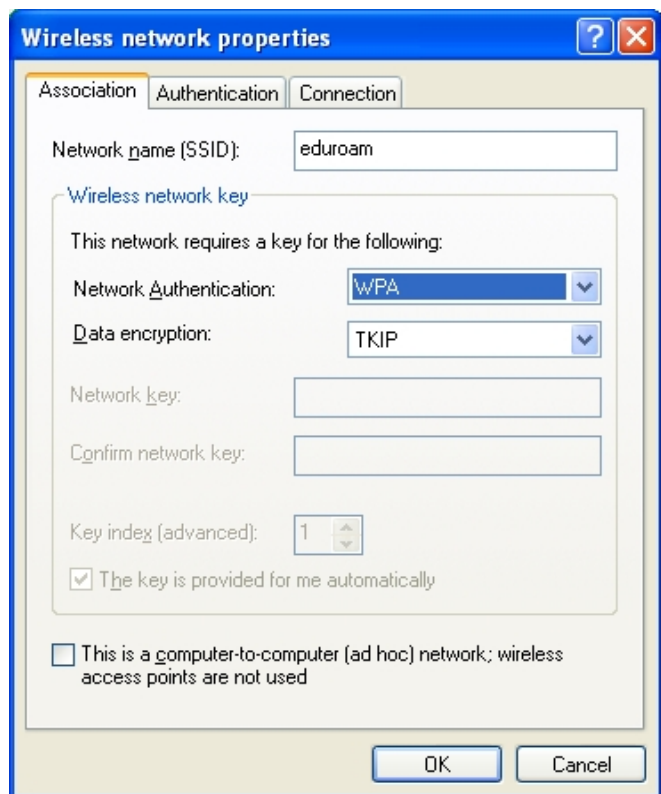 Wireless network properties
Association Authentication Connection
Network name (SSID): eduroam
Wireless network key
This network requires a key for the following:
Network Authentication: WPA
Data encryption: TKIP
Network key:
Confirm network key:
Key index (advanced): 1
The key is provided for me automatically
This is a computer-to-computer (ad hoc) network; wireless
access points are not used
OK Cancel